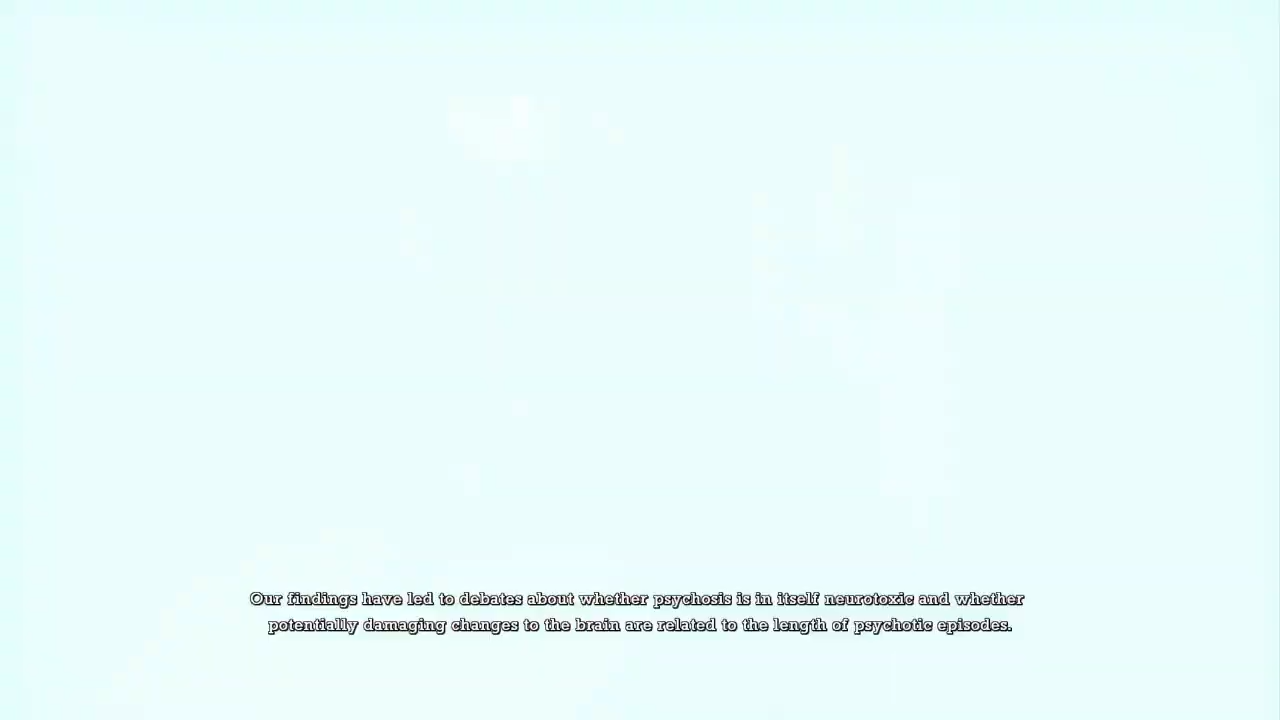 Our findings have led to debates about whether psychosis is in itself neurotoxic and whether
potentially damaging changes to the brain are related to the length of psychotic episodes.